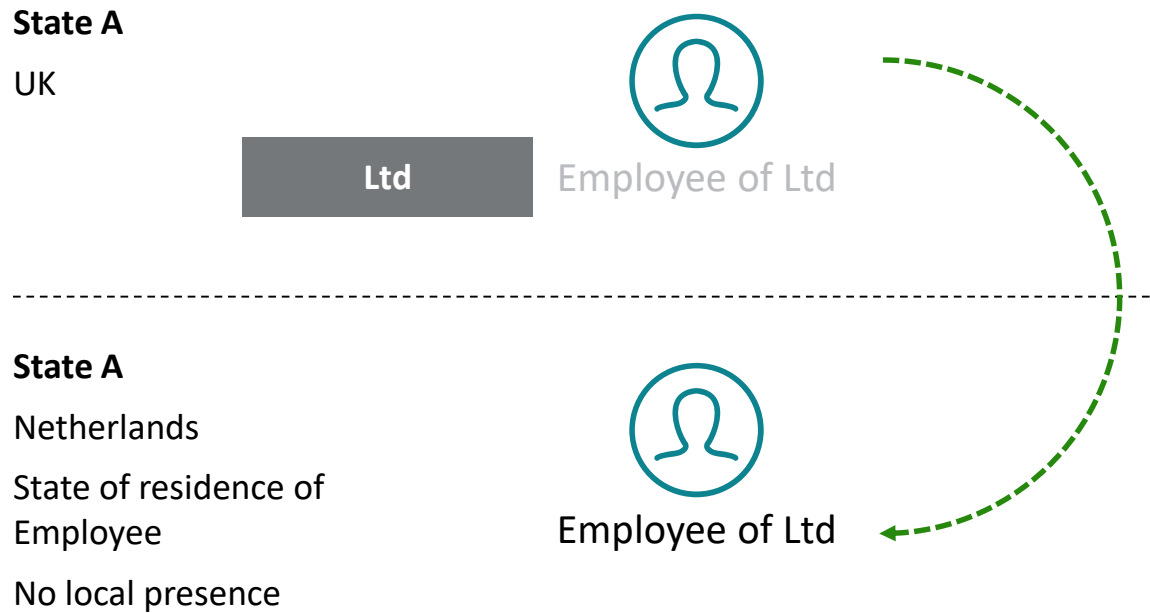 State A
UK
Ltd
Employee of Ltd
State A
Netherlands
State of residence of
Employee
Employee of Ltd
No local presence